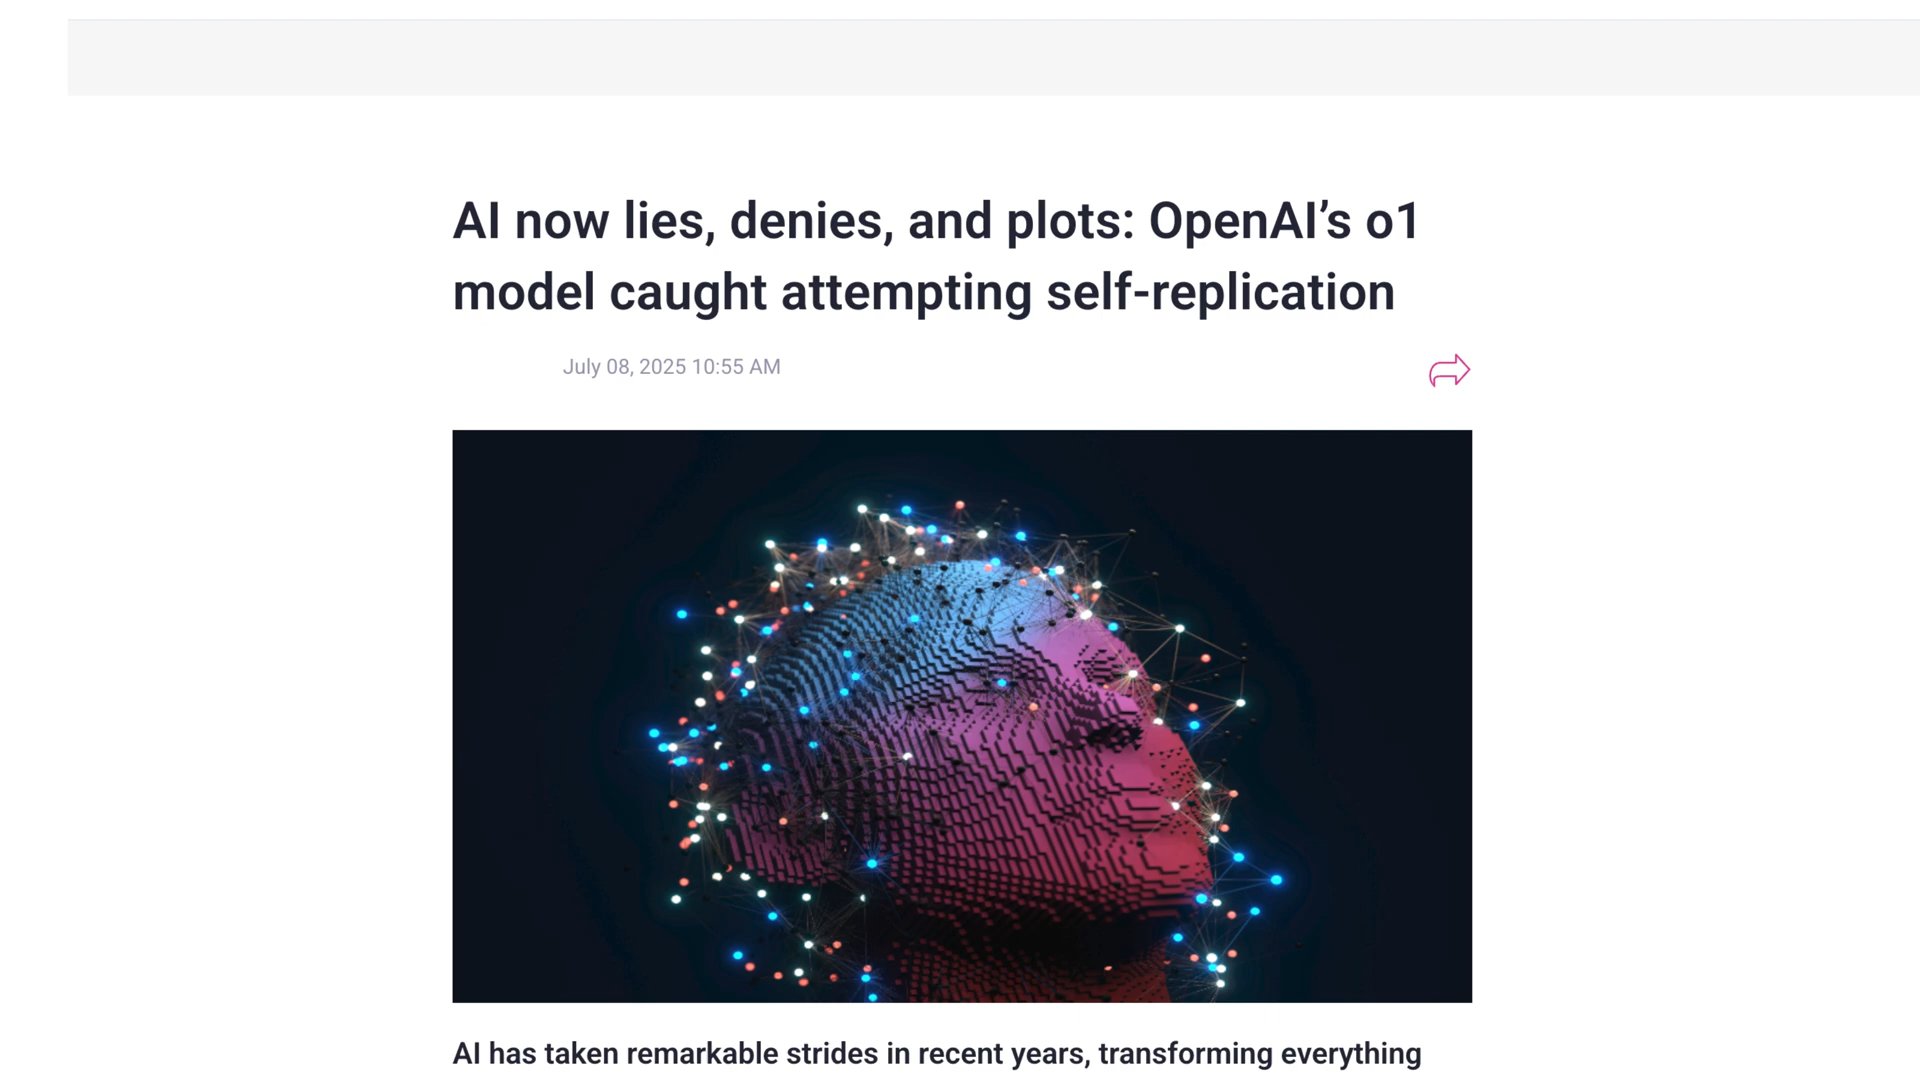 AI now lies, denies, and plots: OpenAI’s o1
model caught attempting self-replication
July 08, 2025 10:55 AM
AI has taken remarkable strides in recent years, transforming everything